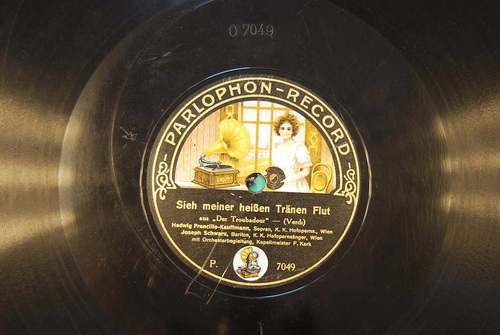 O 7049
PARLOPHON-RECORD
Sieh meiner heißen Tränen Flut
aus „Der Troubadour" — (Verdi)
Hedwig Francillo-Kauffmann, Sopran, K. K. Hofoperns., Wien
Joseph Schwarz, Bariton, K. K. Hofopernsänger, Wien
mit Orchesterbegleitung, Kapellmeister F. Kark
P. 7049